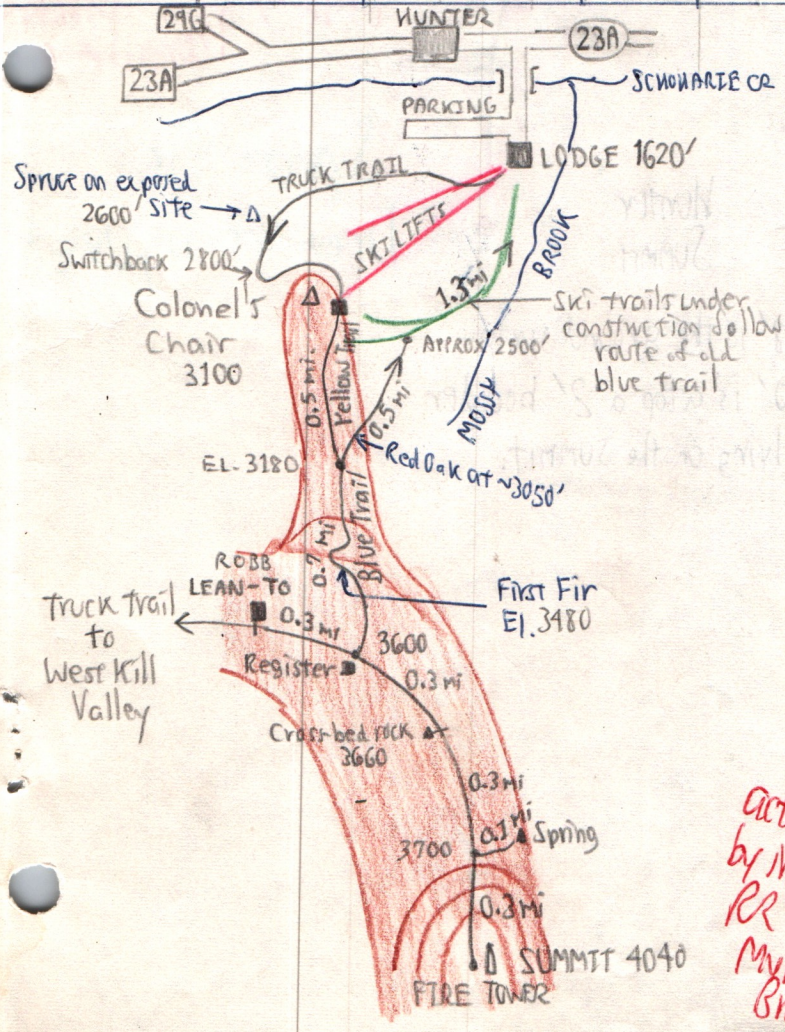 29G
HUNTER
23A
23A
SCHOHARIE CR
PARKING
LODGE 1620'
TRUCK TRAIL
Spruce on exposed
2600' site
SKI LIFTS
BROOK
Switchback 2800'
1.3 mi
Colonel's
Chair
3100
Ski trails under
construction follow
route of old
blue trail
APPROX 2500'
0.5 mi.
Yellow Trail
0.5 mi
MOSSY
EL. 3180
Red Oak at ~3050'
0.7 mi
Blue Trail
ROBB
LEAN-TO
First Fir
El. 3480
Truck Trail
to
West Kill
Valley
0.3 mi
3600
Register
0.3 mi
Cross-bed rock
3660
0.3 mi
0.1 mi
Spring
3700
0.3 mi
SUMMIT 4040
FIRE TOWER
by
RR